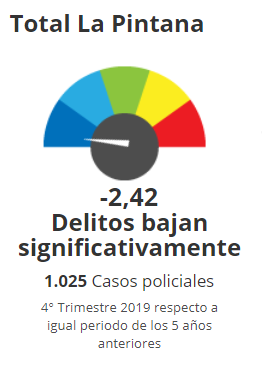 Total La Pintana
-2,42
Delitos bajan
significativamente
1.025 Casos policiales
4° Trimestre 2019 respecto a
igual periodo de los 5 años
anteriores